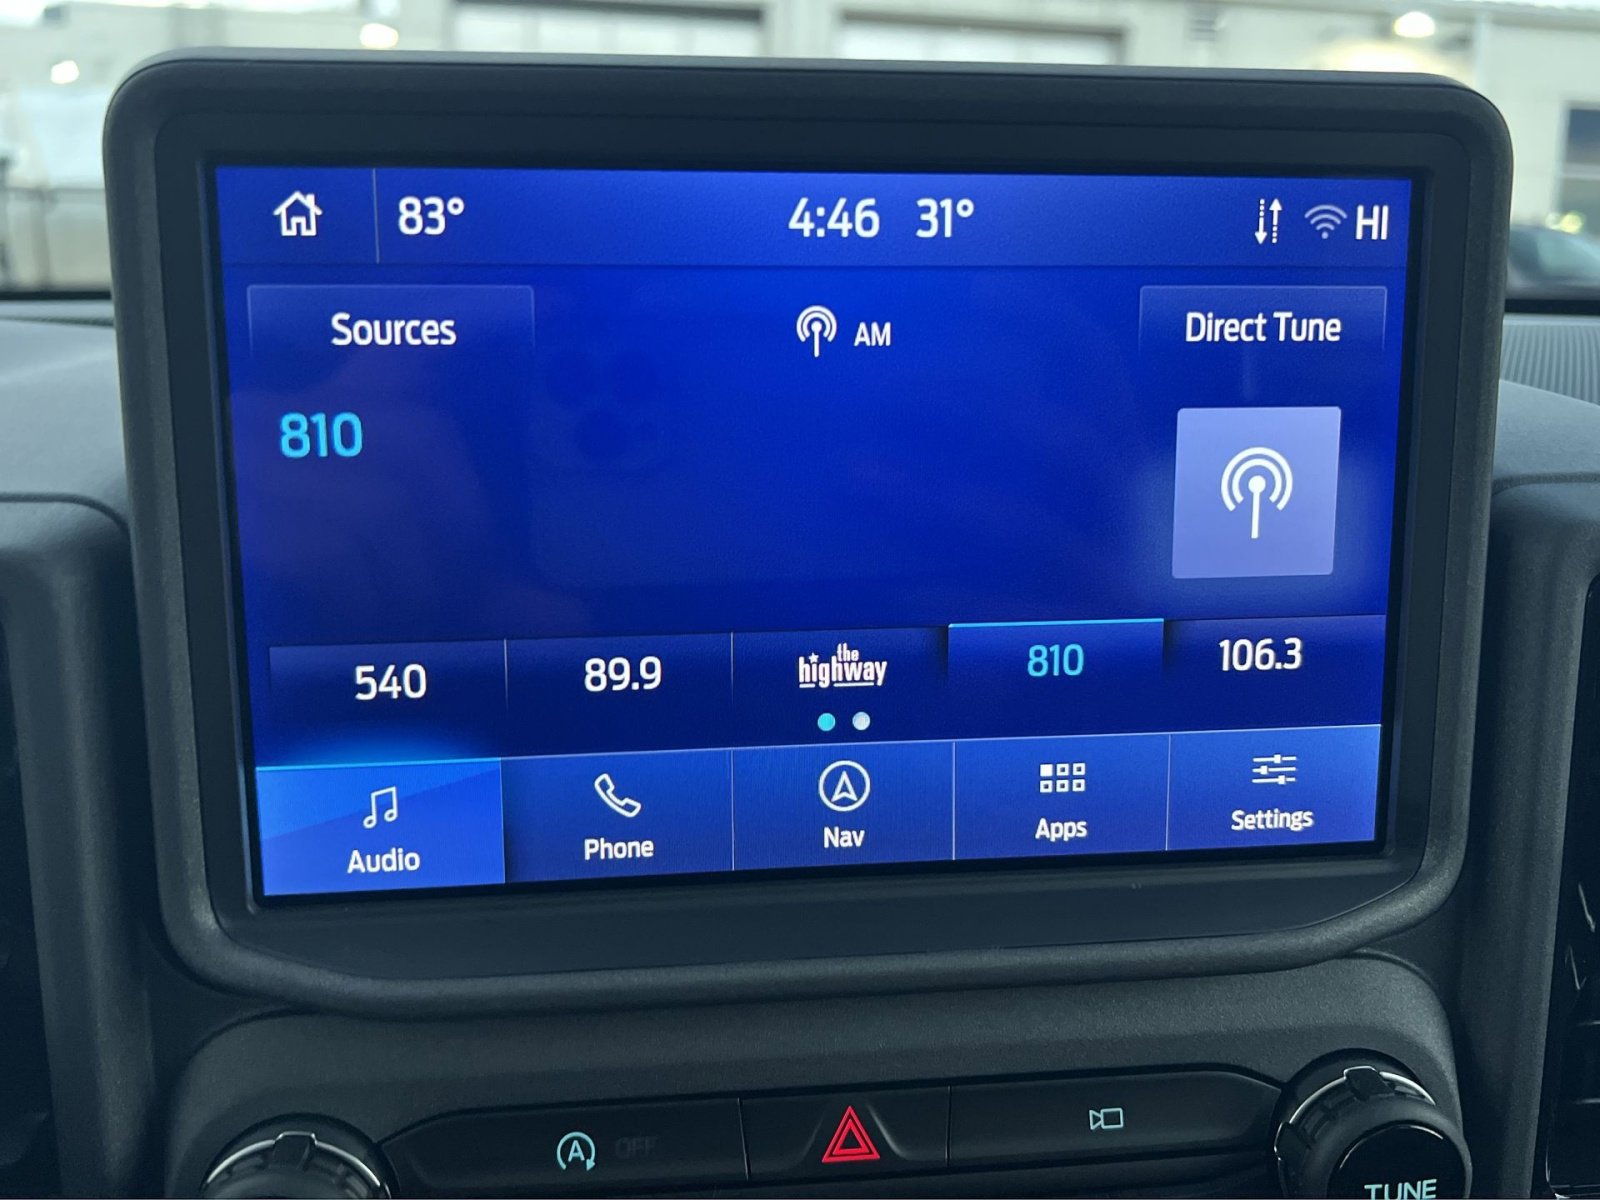 83° 4:46 31° HI
Sources AM Direct Tune
810
540 89.9 the highway 810 106.3
Audio Phone Nav Apps Settings
A OFF
TUNE